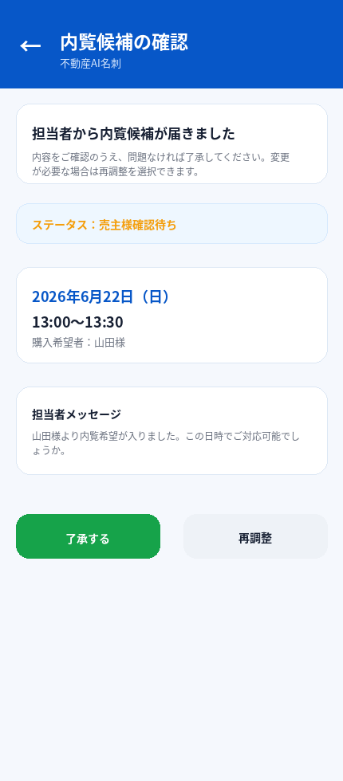 ←
内覧候補の確認
不動産AI名刺
担当者から内覧候補が届きました
内容をご確認のうえ、問題なければ了承してください。変更
が必要な場合は再調整を選択できます。
ステータス：売主様確認待ち
2026年6月22日（日）
13:00〜13:30
購入希望者：山田様
担当者メッセージ
山田様より内覧希望が入りました。この日時でご対応可能でし
ょうか。
了承する
再調整